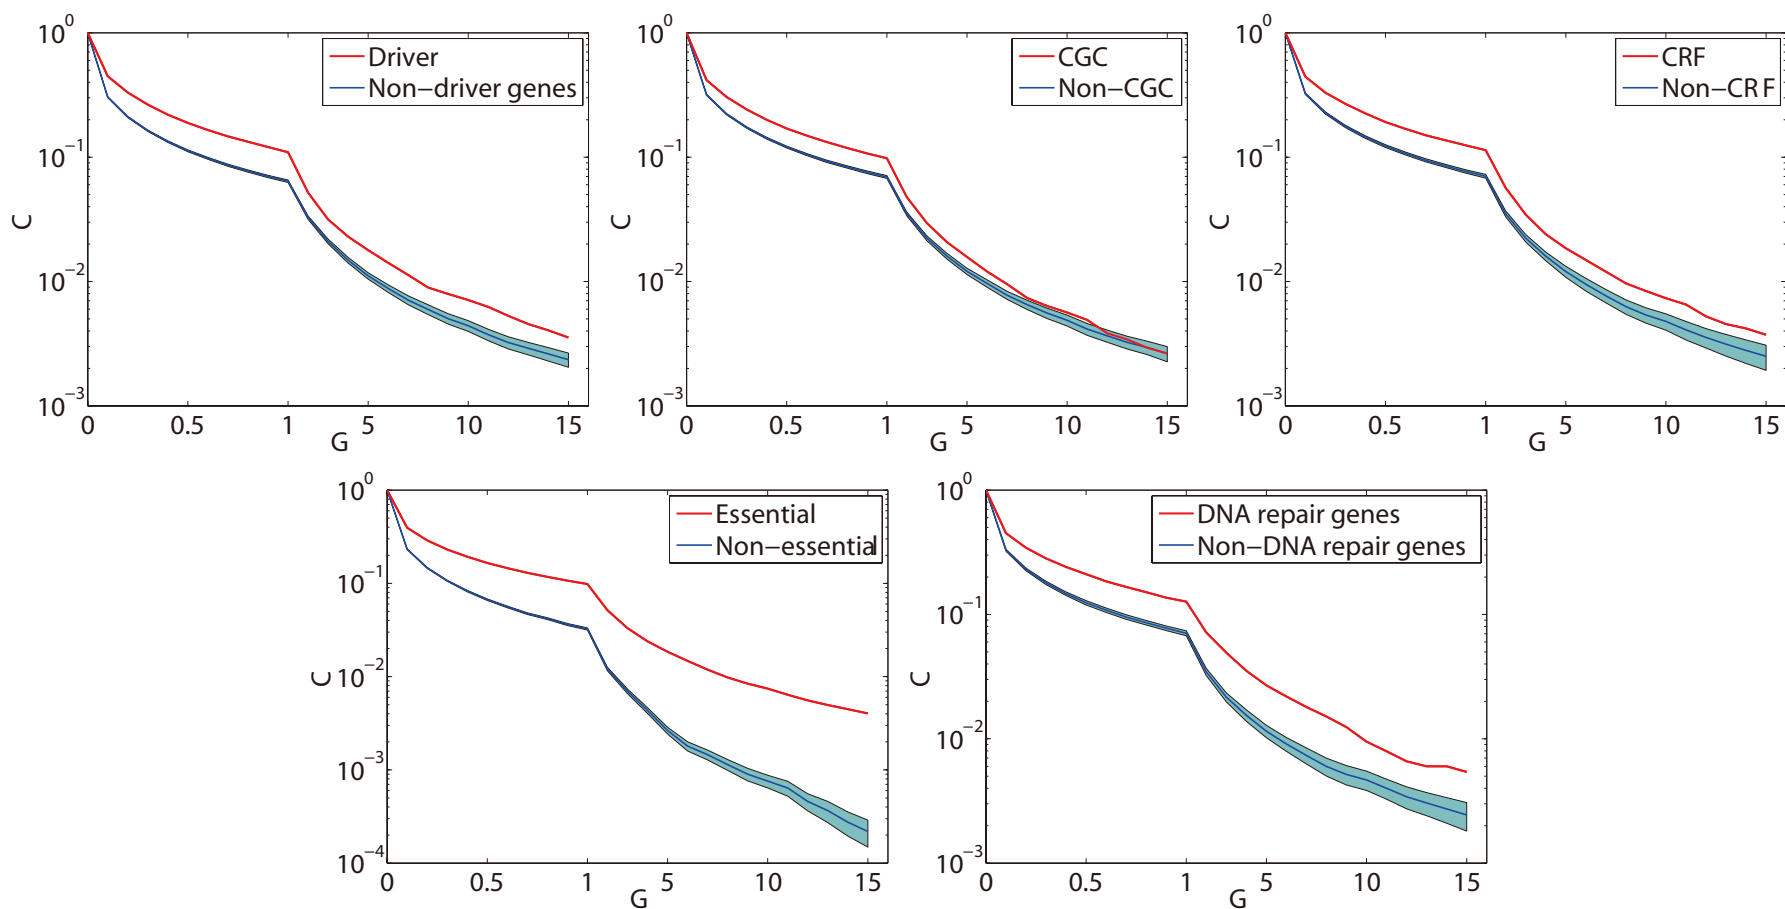 10^0
10^−1
10^−2
10^−3
C
0
0.5
1
5
10
15
G
Driver
Non−driver genes
10^0
10^−1
10^−2
10^−3
C
0
0.5
1
5
10
15
G
CGC
Non−CGC
10^0
10^−1
10^−2
10^−3
C
0
0.5
1
5
10
15
G
CRF
Non−CR F
10^0
10^−1
10^−2
10^−3
10^−4
C
0
0.5
1
5
10
15
G
Essential
Non−essential
10^0
10^−1
10^−2
10^−3
C
0
0.5
1
5
10
15
G
DNA repair genes
Non−DNA repair genes